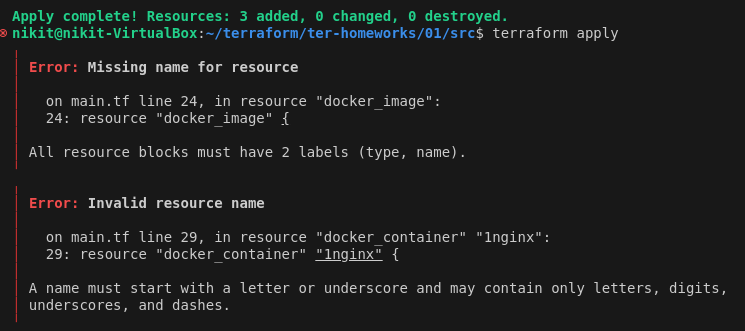 Apply complete! Resources: 3 added, 0 changed, 0 destroyed.
nikit@nikit-VirtualBox:~/terraform/ter-homeworks/01/src$ terraform apply
Error: Missing name for resource
on main.tf line 24, in resource "docker_image":
24: resource "docker_image" {
All resource blocks must have 2 labels (type, name).
Error: Invalid resource name
on main.tf line 29, in resource "docker_container" "1nginx":
29: resource "docker_container" "1nginx" {
A name must start with a letter or underscore and may contain only letters, digits,
underscores, and dashes.